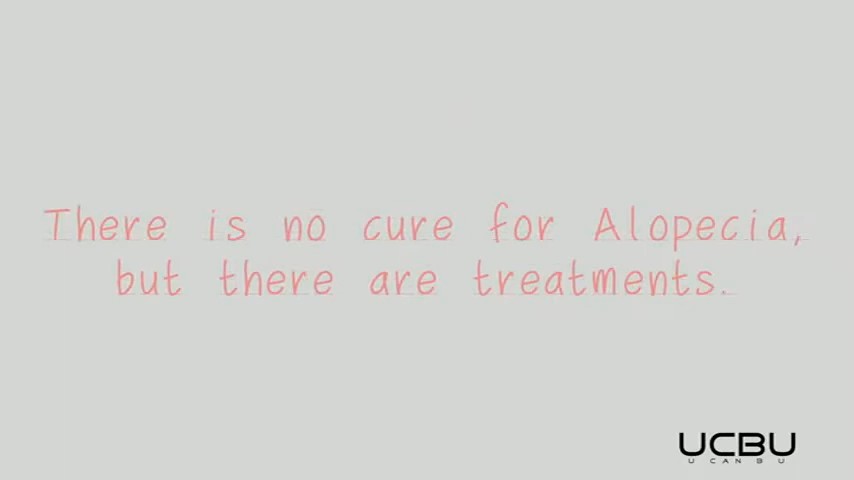 There is no cure for Alopecia,
but there are treatments.
UCBU
U CAN B U